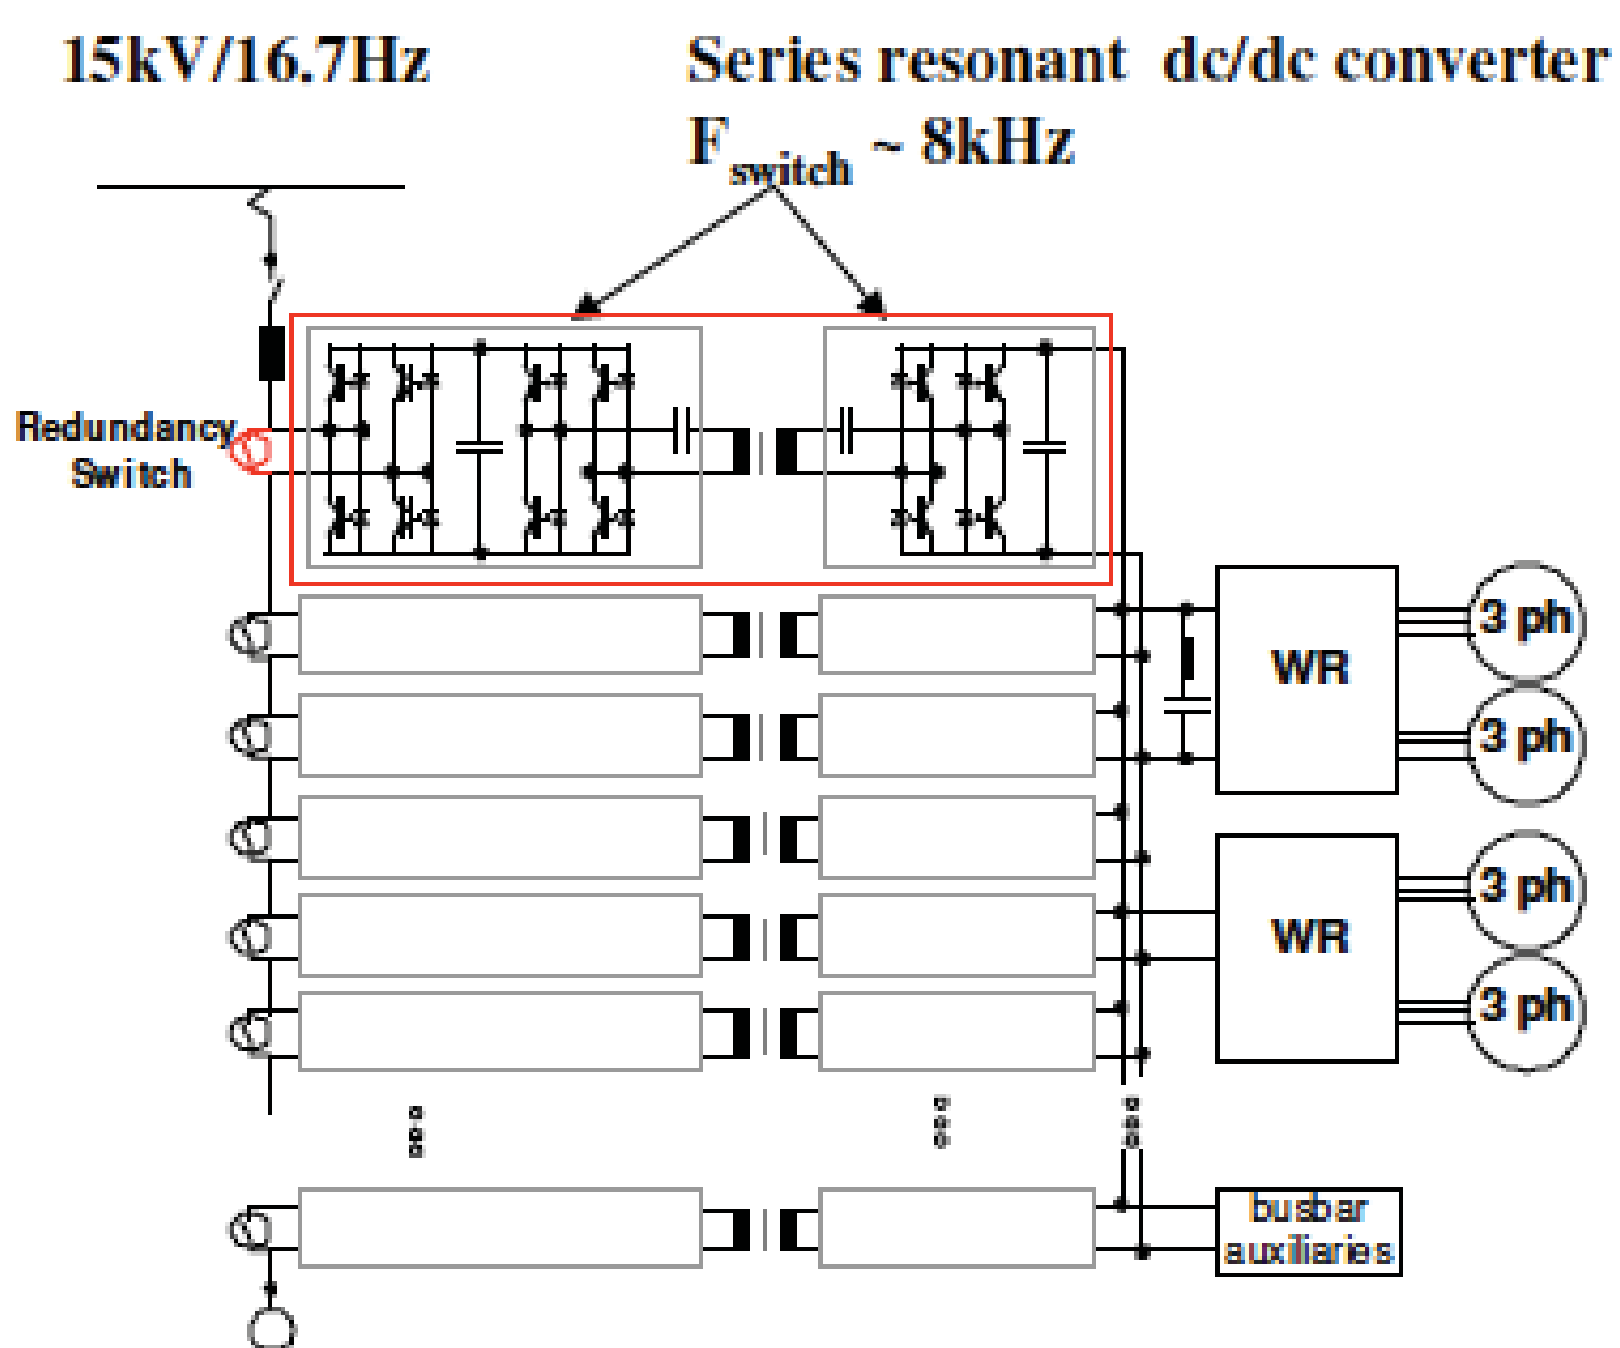 15kV/16.7Hz
Series resonant dc/dc converter
Fswitch ~ 8kHz
Redundancy
Switch
WR
3 ph
3 ph
WR
3 ph
3 ph
busbar
auxiliaries